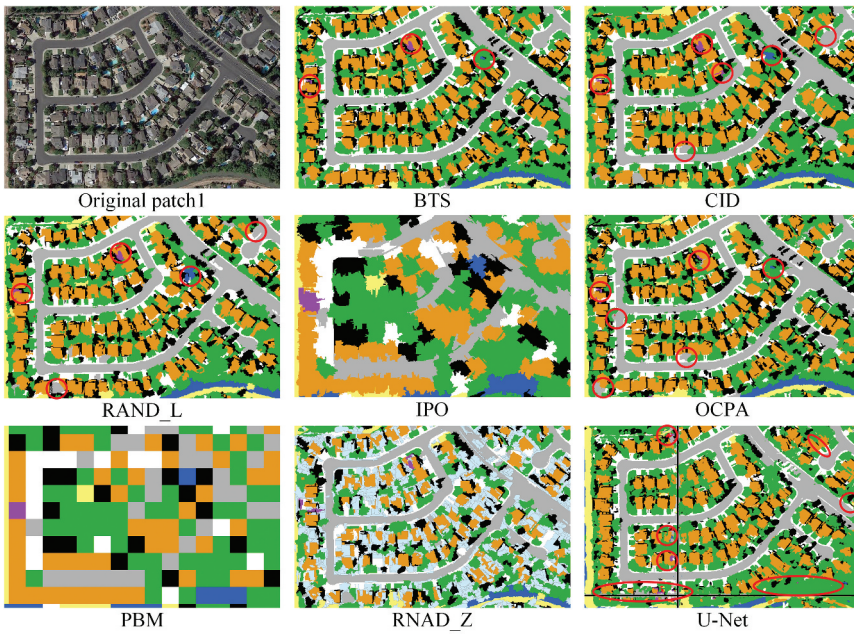 Original patch1
BTS
CID
RAND_L
IPO
OCPA
PBM
RNAD_Z
U-Net